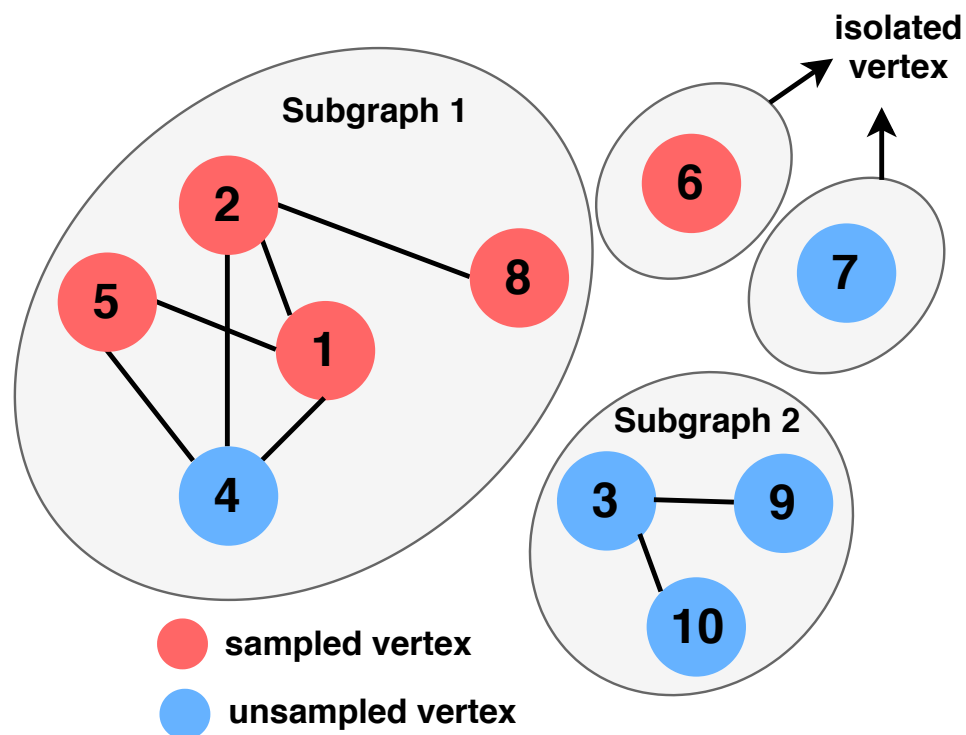 isolated
vertex
Subgraph 1
2
8
5
1
4
6
7
Subgraph 2
3
9
10
sampled vertex
unsampled vertex